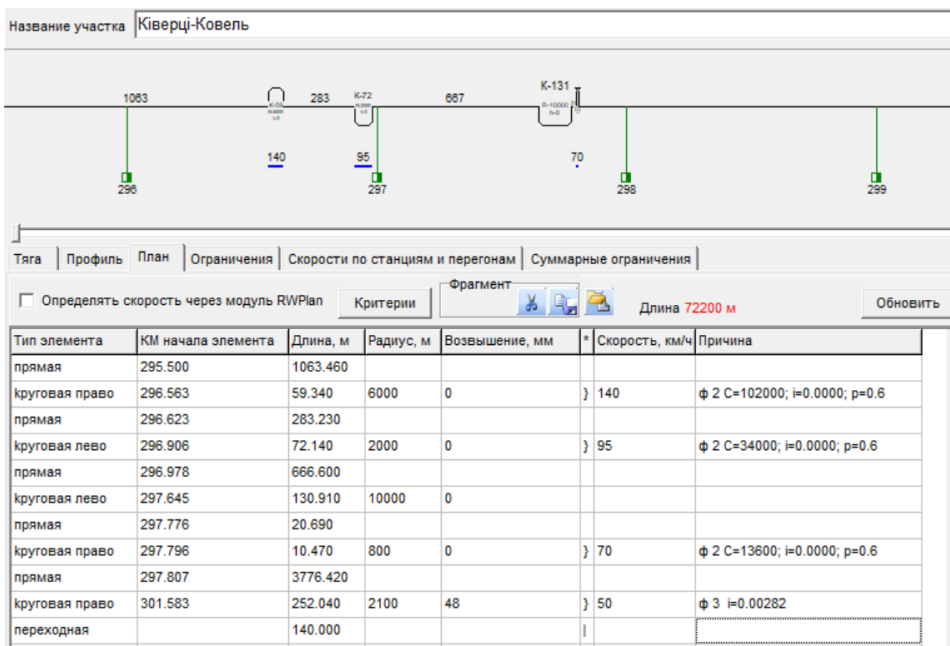 Название участка Ківерці-Ковель
1063 283 К-72 667 К-131
R-10000
h-0
140 95 70
296 297 298 299
Тяга Профиль План Ограничения Скорости по станциям и перегонам Суммарные ограничения
Определять скорость через модуль RWPlan Критерии Фрагмент Длина 72200 м Обновить
Тип элемента КМ начала элемента Длина, м Радиус, м Возвышение, мм * Скорость, км/ч Причина
прямая 295.500 1063.460
круговая право 296.563 59.340 6000 0 } 140 ф 2 С=102000; i=0.0000; p=0.6
прямая 296.623 283.230
круговая лево 296.906 72.140 2000 0 } 95 ф 2 С=34000; i=0.0000; p=0.6
прямая 296.978 666.600
круговая лево 297.645 130.910 10000 0
прямая 297.776 20.690
круговая право 297.796 10.470 800 0 } 70 ф 2 С=13600; i=0.0000; p=0.6
прямая 297.807 3776.420
круговая право 301.583 252.040 2100 48 } 50 ф 3 i=0.00282
переходная 140.000 |